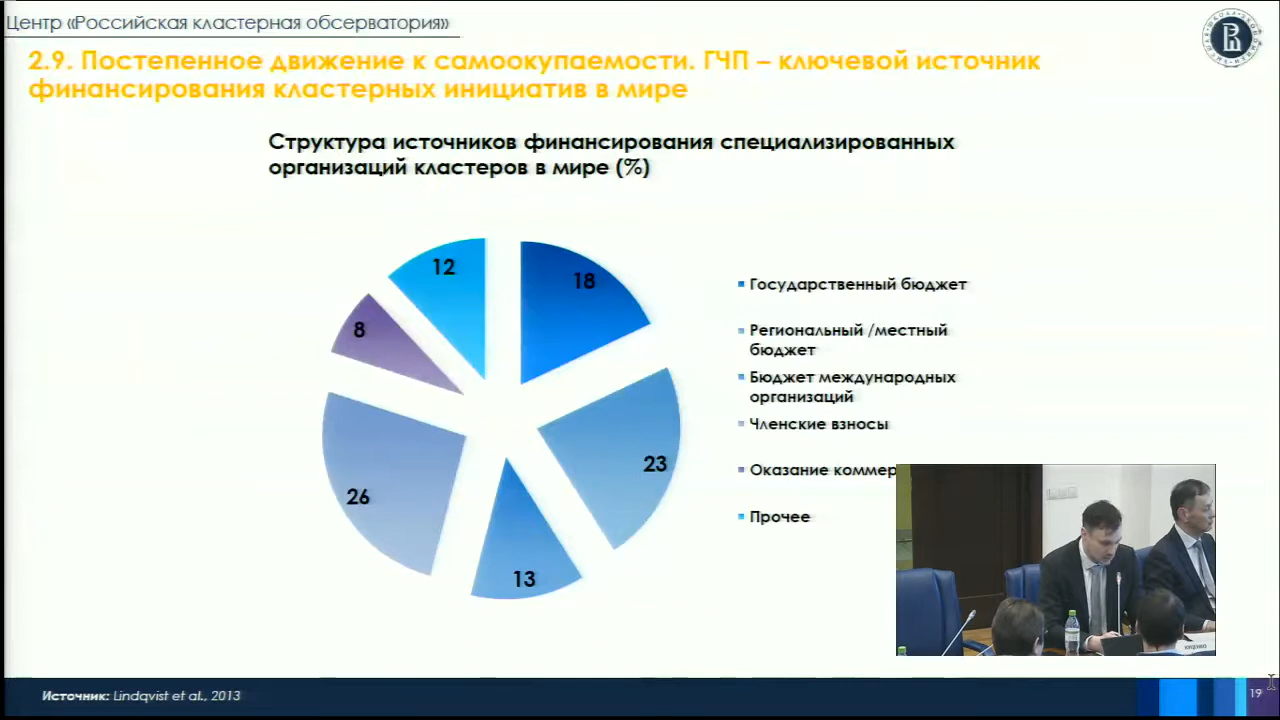 Центр «Российская кластерная обсерватория»
2.9. Постепенное движение к самоокупаемости. ГЧП – ключевой источник
финансирования кластерных инициатив в мире
Структура источников финансирования специализированных
организаций кластеров в мире (%)
12
18
8
23
26
13
Государственный бюджет
Региональный /местный
бюджет
Бюджет международных
организаций
Членские взносы
Оказание коммер
Прочее
Источник: Lindqvist et al., 2013
19